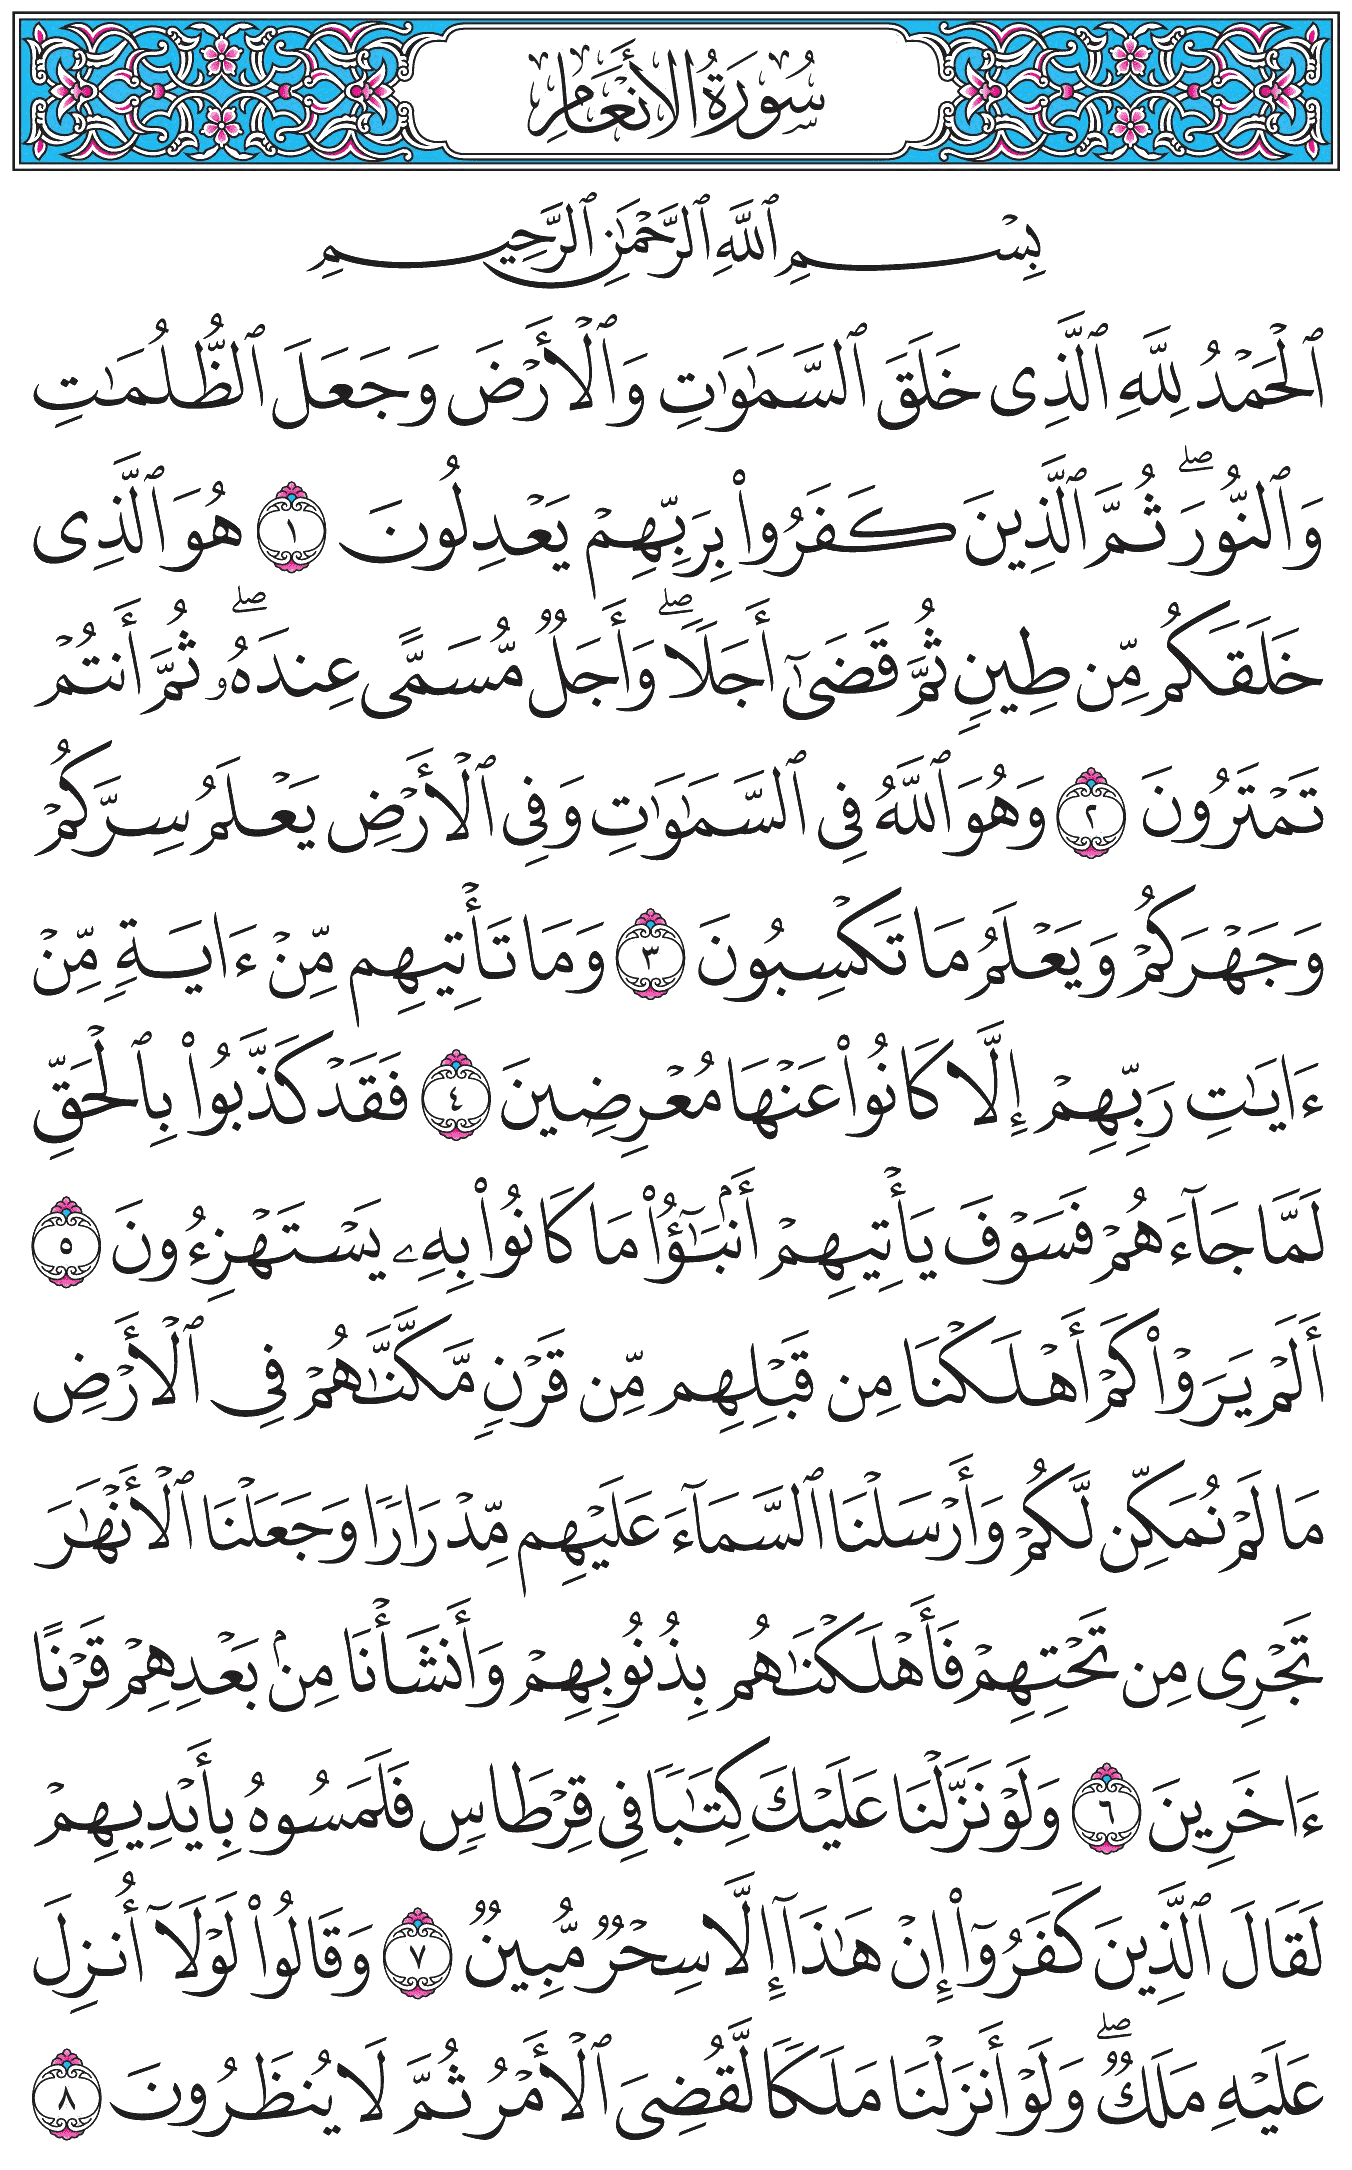 سُورَةُ الأَنْعَامِ
بِسْمِ ٱللَّهِ ٱلرَّحْمَٰنِ ٱلرَّحِيمِ
ٱلْحَمْدُ لِلَّهِ ٱلَّذِى خَلَقَ ٱلسَّمَٰوَٰتِ وَٱلْأَرْضَ وَجَعَلَ ٱلظُّلُمَٰتِ
وَٱلنُّورَ ۖ ثُمَّ ٱلَّذِينَ كَفَرُوا۟ بِرَبِّهِمْ يَعْدِلُونَ ١ هُوَ ٱلَّذِى
خَلَقَكُم مِّن طِينٍ ثُمَّ قَضَىٰٓ أَجَلًا ۖ وَأَجَلٌ مُّسَمًّى عِندَهُۥ ۖ ثُمَّ أَنتُمْ
تَمْتَرُونَ ٢ وَهُوَ ٱللَّهُ فِى ٱلسَّمَٰوَٰتِ وَفِى ٱلْأَرْضِ يَعْلَمُ سِرَّكُمْ
وَجَهْرَكُمْ وَيَعْلَمُ مَا تَكْسِبُونَ ٣ وَمَا تَأْتِيهِم مِّنْ ءَايَةٍ مِّنْ
ءَايَٰتِ رَبِّهِمْ إِلَّا كَانُوا۟ عَنْهَا مُعْرِضِينَ ٤ فَقَدْ كَذَّبُوا۟ بِٱلْحَقِّ
لَمَّا جَآءَهُمْ فَسَوْفَ يَأْتِيهِمْ أَنۢبَٰٓؤُا۟ مَا كَانُوا۟ بِهِۦ يَسْتَهْزِءُونَ ٥
أَلَمْ يَرَوْا۟ كَمْ أَهْلَكْنَا مِن قَبْلِهِم مِّن قَرْنٍ مَّكَّنَّٰهُمْ فِى ٱلْأَرْضِ
مَا لَمْ نُمَكِّن لَّكُمْ وَأَرْسَلْنَا ٱلسَّمَآءَ عَلَيْهِم مِّدْرَارًا وَجَعَلْنَا ٱلْأَنْهَٰرَ
تَجْرِى مِن تَحْتِهِمْ فَأَهْلَكْنَٰهُم بِذُنُوبِهِمْ وَأَنشَأْنَا مِنۢ بَعْدِهِمْ قَرْنًا
ءَاخَرِينَ ٦ وَلَوْ نَزَّلْنَا عَلَيْكَ كِتَٰبًا فِى قِرْطَاسٍ فَلَمَسُوهُ بِأَيْدِيهِمْ
لَقَالَ ٱلَّذِينَ كَفَرُوٓا۟ إِنْ هَٰذَآ إِلَّا سِحْرٌ مُّبِينٌ ٧ وَقَالُوا۟ لَوْلَآ أُنزِلَ
عَلَيْهِ مَلَكٌ ۖ وَلَوْ أَنزَلْنَا مَلَكًا لَّقُضِىَ ٱلْأَمْرُ ثُمَّ لَا يُنظَرُونَ ٨